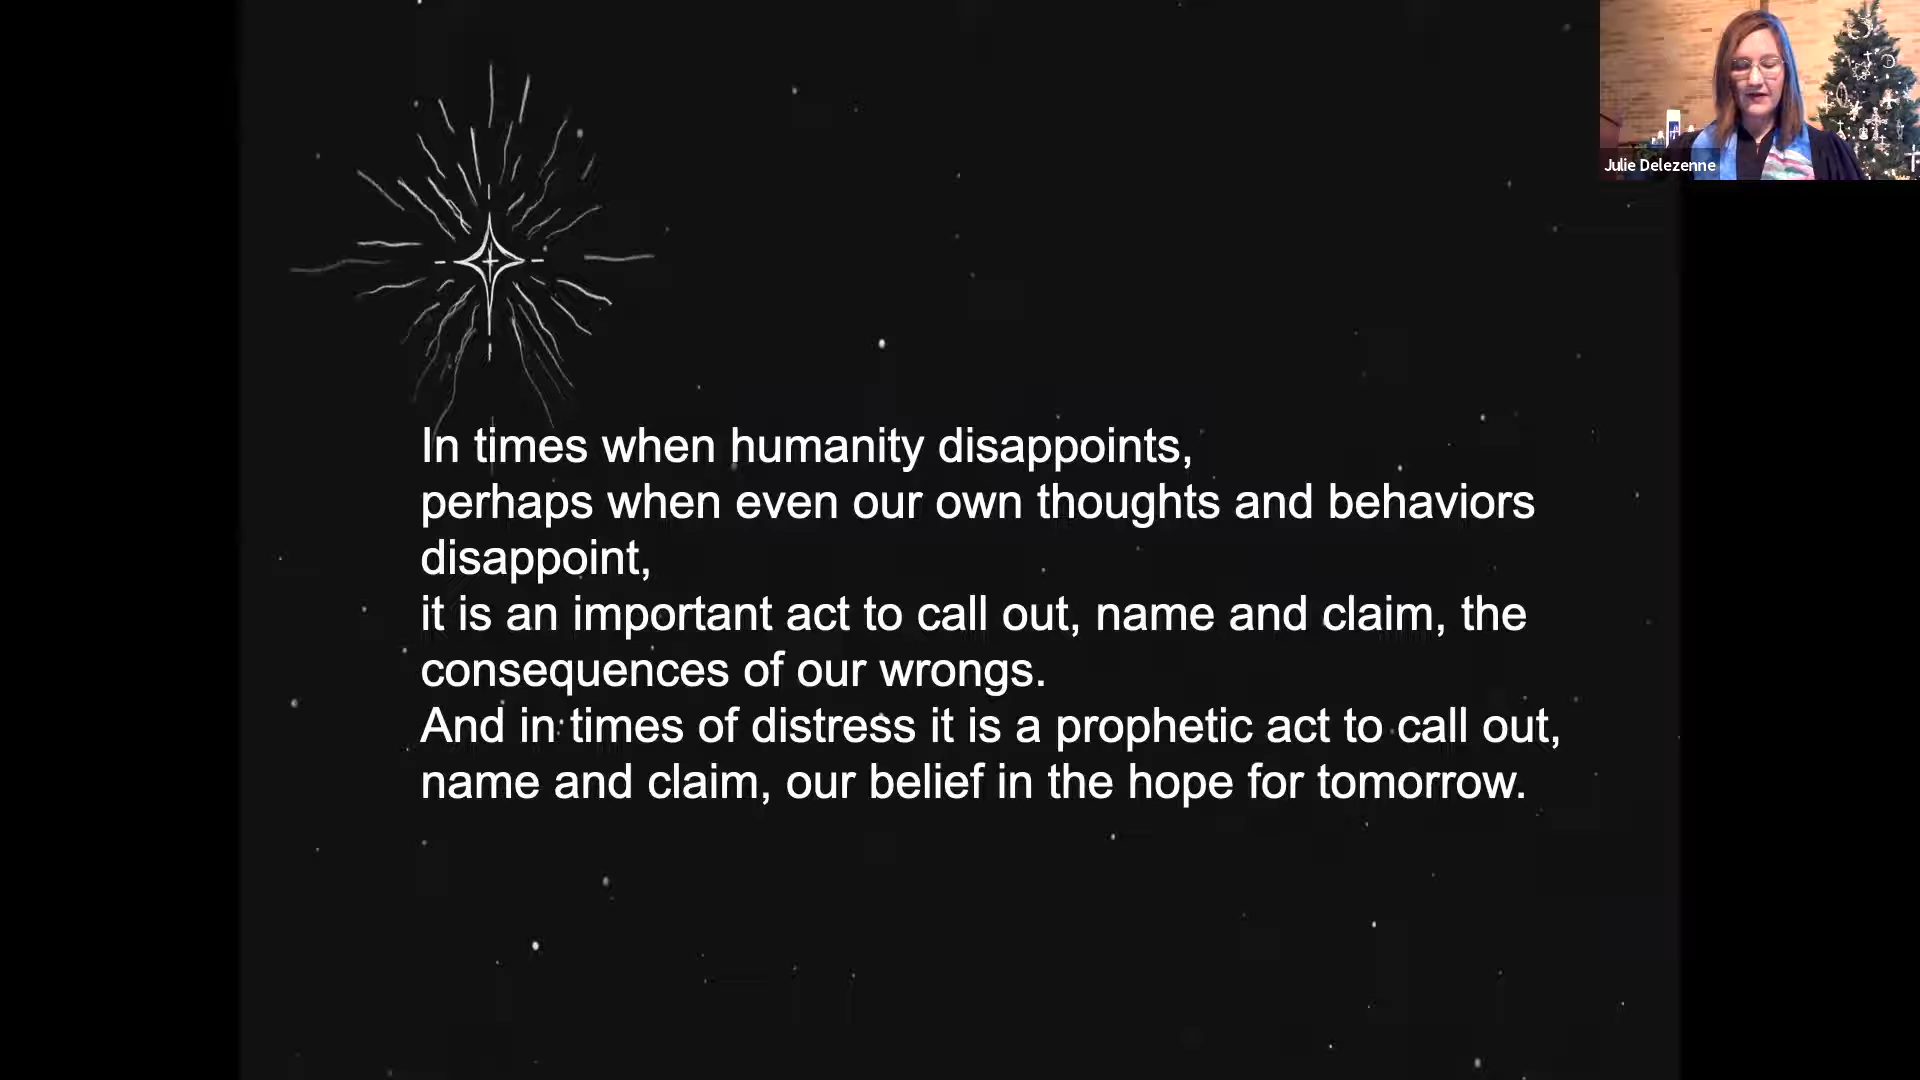 Julie Delezenne
In times when humanity disappoints,
perhaps when even our own thoughts and behaviors
disappoint,
it is an important act to call out, name and claim, the
consequences of our wrongs.
And in times of distress it is a prophetic act to call out,
name and claim, our belief in the hope for tomorrow.